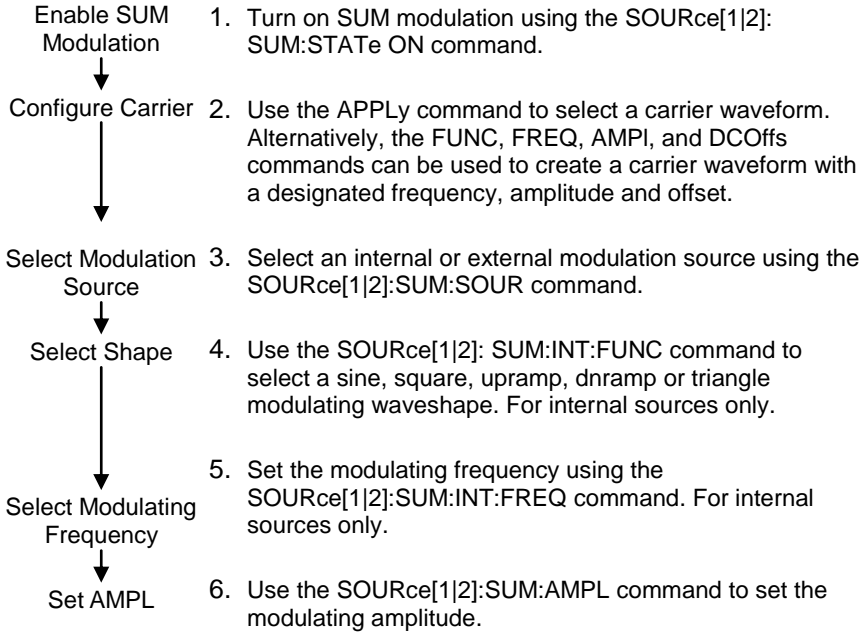 Enable SUM
Modulation
1. Turn on SUM modulation using the SOURce[1|2]:
SUM:STATe ON command.
Configure Carrier
2. Use the APPLy command to select a carrier waveform.
Alternatively, the FUNC, FREQ, AMPl, and DCOffs
commands can be used to create a carrier waveform with
a designated frequency, amplitude and offset.
Select Modulation
Source
3. Select an internal or external modulation source using the
SOURce[1|2]:SUM:SOUR command.
Select Shape
4. Use the SOURce[1|2]: SUM:INT:FUNC command to
select a sine, square, upramp, dnramp or triangle
modulating waveshape. For internal sources only.
Select Modulating
Frequency
5. Set the modulating frequency using the
SOURce[1|2]:SUM:INT:FREQ command. For internal
sources only.
Set AMPL
6. Use the SOURce[1|2]:SUM:AMPL command to set the
modulating amplitude.